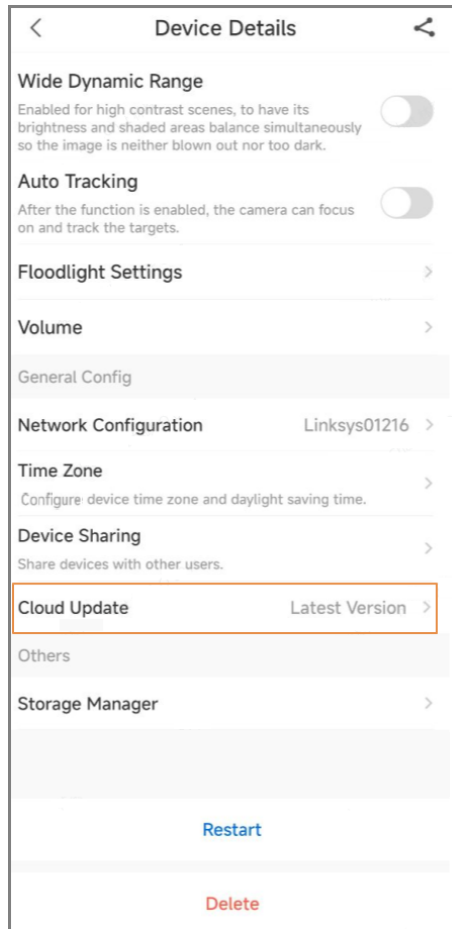 Device Details
Wide Dynamic Range
Enabled for high contrast scenes, to have its
brightness and shaded areas balance simultaneously
so the image is neither blown out nor too dark.
Auto Tracking
After the function is enabled, the camera can focus
on and track the targets.
Floodlight Settings
Volume
General Config
Network Configuration Linksys01216
Time Zone
Configure device time zone and daylight saving time.
Device Sharing
Share devices with other users.
Cloud Update Latest Version
Others
Storage Manager
Restart
Delete